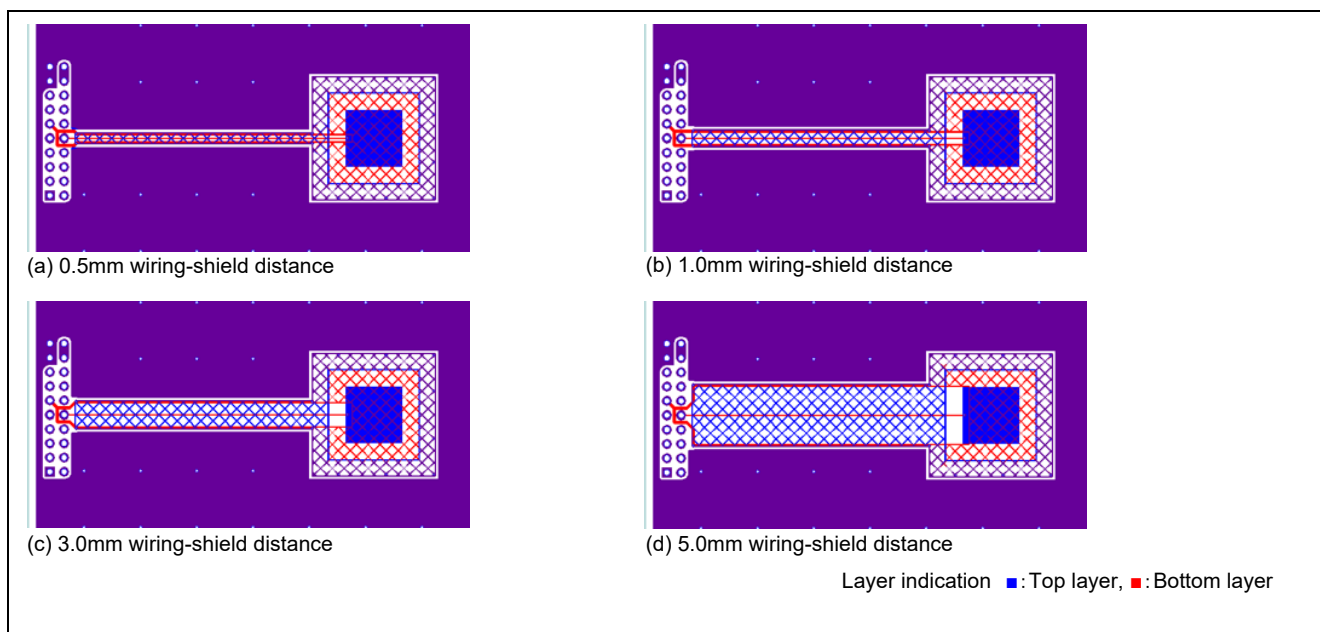 (a) 0.5mm wiring-shield distance
(b) 1.0mm wiring-shield distance
(c) 3.0mm wiring-shield distance
(d) 5.0mm wiring-shield distance
Layer indication ■: Top layer, ■: Bottom layer